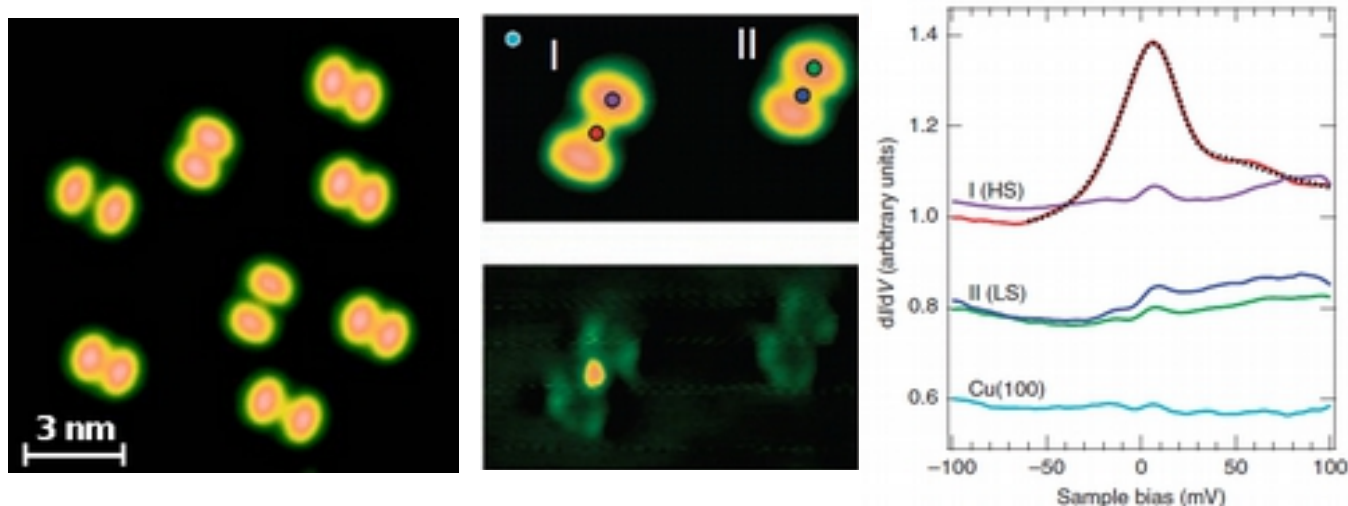 3 nm
I
II
1.4
1.2
1.0
0.8
0.6
dI/dV (arbitrary units)
I (HS)
II (LS)
Cu(100)
−100
−50
0
50
100
Sample bias (mV)